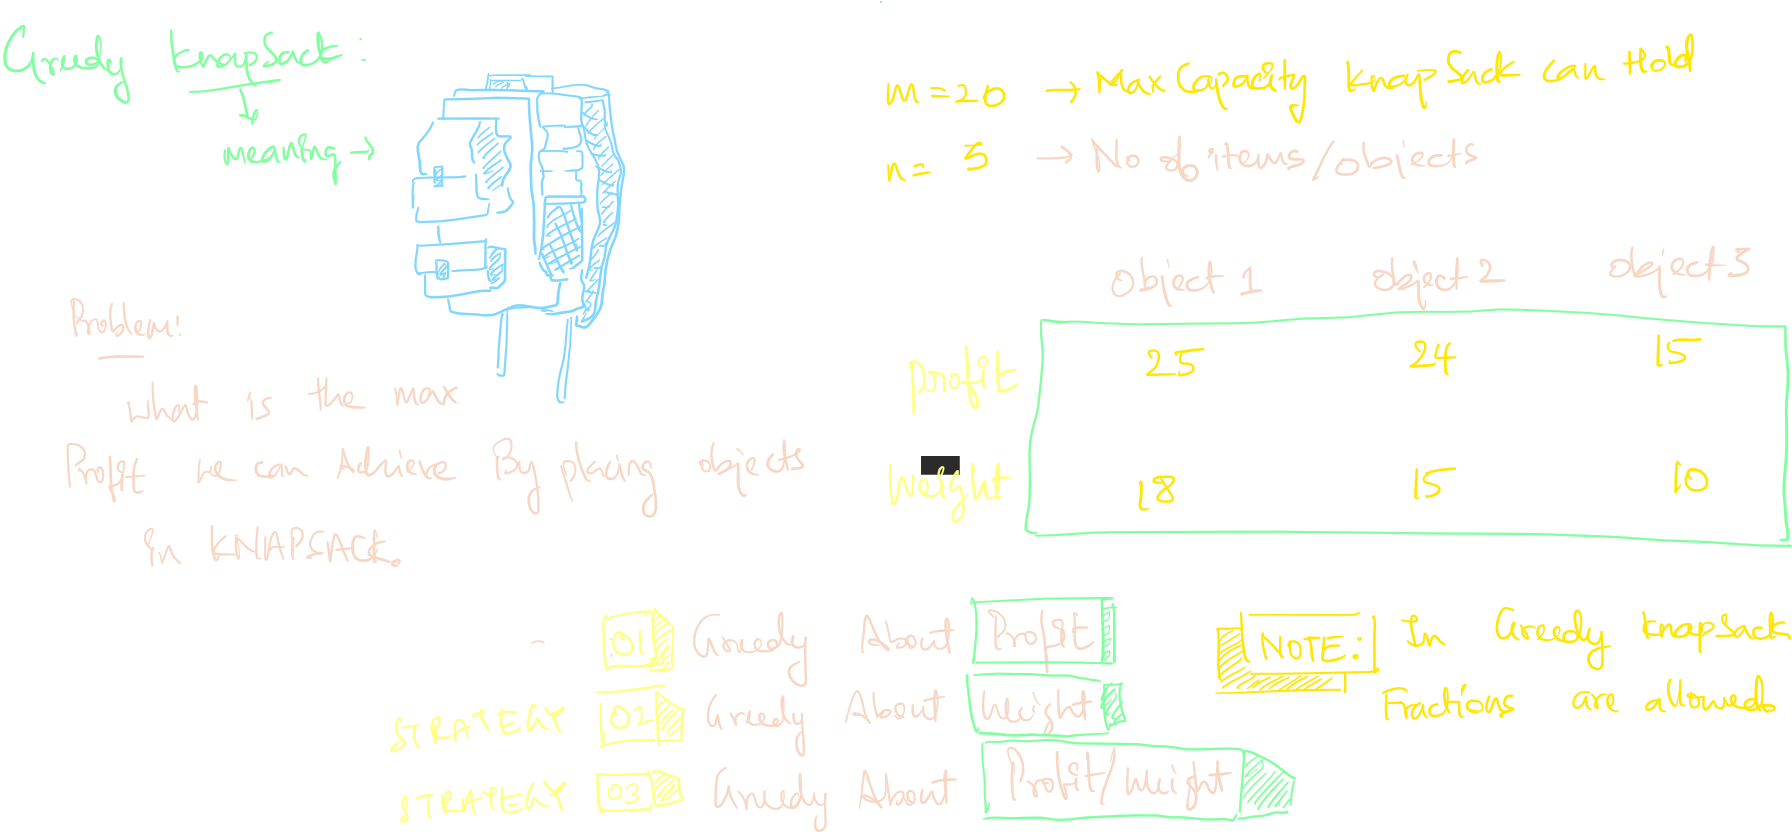 Greedy KnapSack:
meaning →
m = 20 → Max Capacity KnapSack can Hold
n = 5 → No of items/objects
Problem:
What is the max
Profit we can Achieve By placing objects
in KNAPSACK.
object 1 object 2 object 3
profit 25 24 15
Weight 18 15 10
01 Greedy About Profit
STRATEGY 02 Greedy About Weight
STRATEGY 03 Greedy About Profit/Weight
NOTE: In Greedy KnapSack
Fractions are allowed.